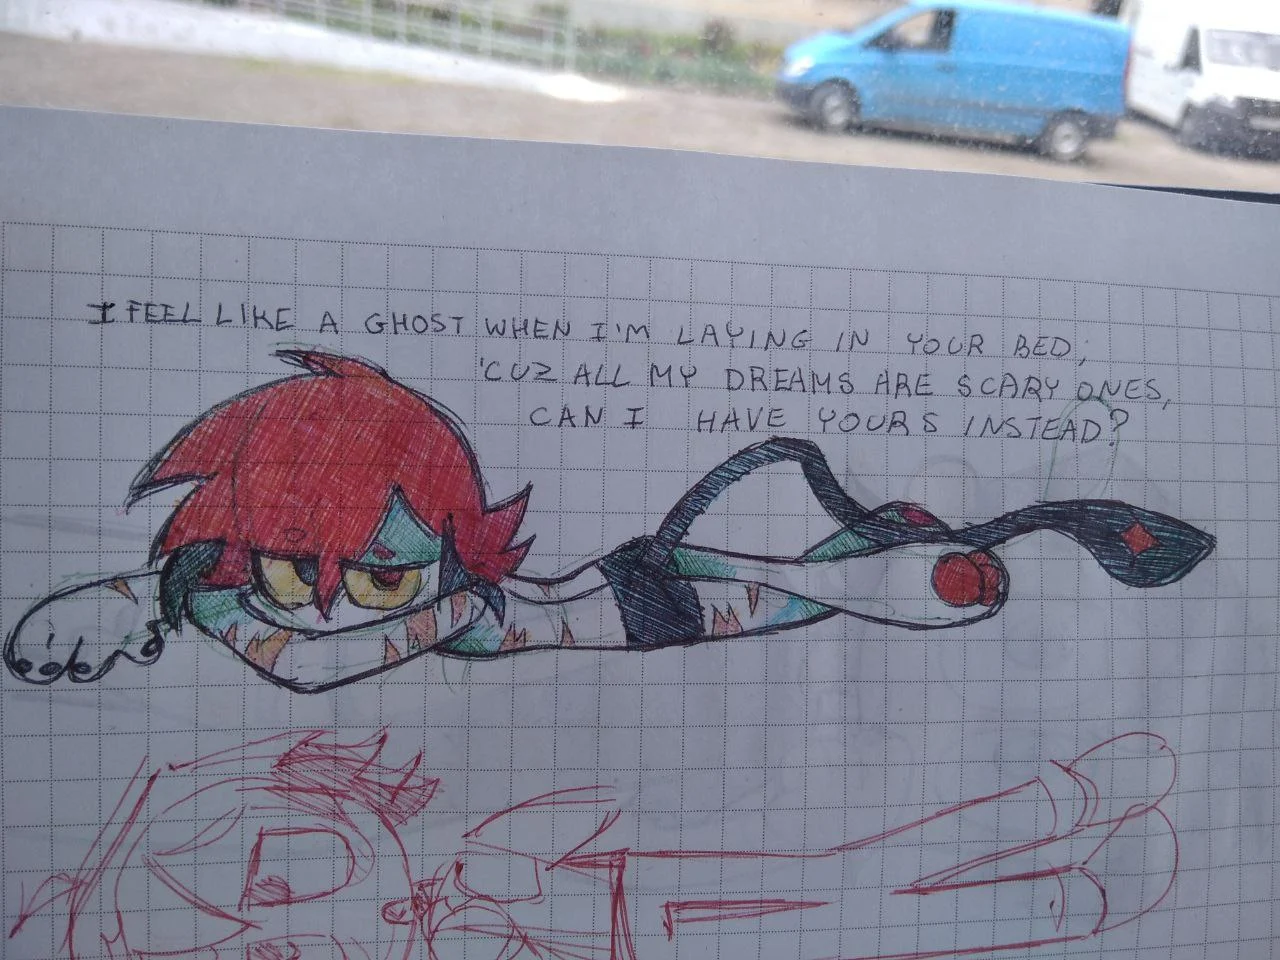 I FEEL LIKE A GHOST WHEN I'M LAYING IN YOUR BED,
'CUZ ALL MY DREAMS ARE SCARY ONES,
CAN I HAVE YOURS INSTEAD?